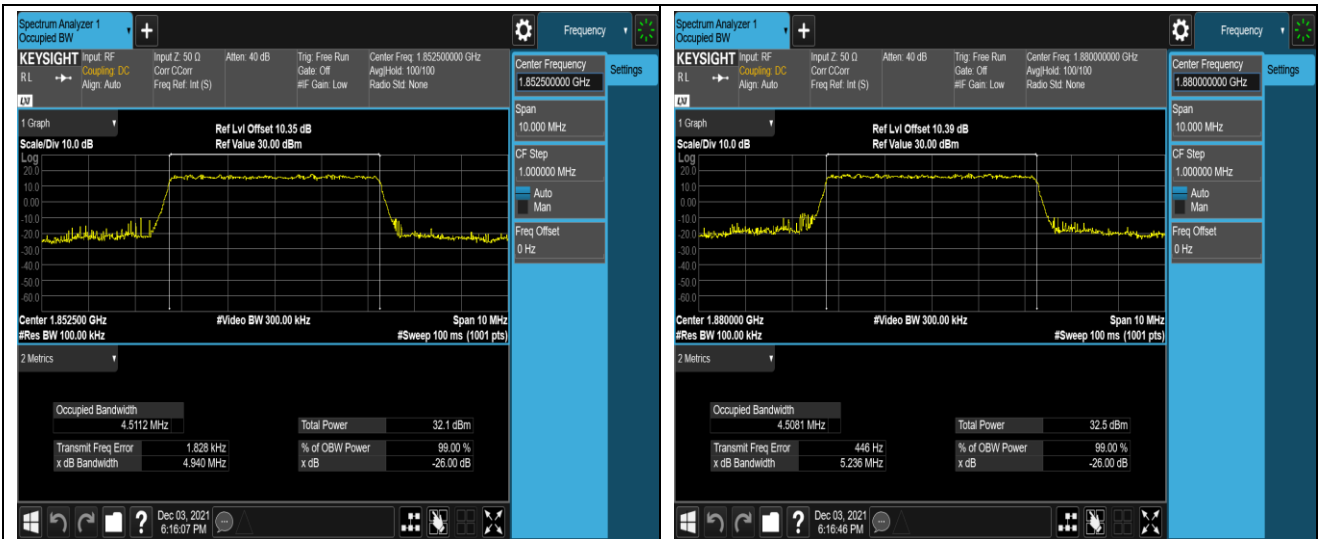 Spectrum Analyzer 1
Occupied BW
+
Frequency
KEYSIGHT Input: RF Input Z: 50 Ω Atten: 40 dB Trig: Free Run Center Freq: 1.852500000 GHz
R L Coupling: DC Corr CCorr Gate: Off Avg|Hold: 100/100
Align: Auto Freq Ref: Int (S) #IF Gain: Low Radio Std: None
LXI
Center Frequency
1.852500000 GHz
Settings
Span
10.000 MHz
CF Step
1.000000 MHz
Auto
Man
Freq Offset
0 Hz
1 Graph
Ref Lvl Offset 10.35 dB
Scale/Div 10.0 dB Ref Value 30.00 dBm
Log
20.0
10.0
0.00
-10.0
-20.0
-30.0
-40.0
-50.0
-60.0
Center 1.852500 GHz #Video BW 300.00 kHz Span 10 MHz
#Res BW 100.00 kHz #Sweep 100 ms (1001 pts)
2 Metrics
Occupied Bandwidth
4.5112 MHz Total Power 32.1 dBm
Transmit Freq Error 1.828 kHz % of OBW Power 99.00 %
x dB Bandwidth 4.940 MHz x dB -26.00 dB
? Dec 03, 2021
6:16:07 PM
Spectrum Analyzer 1
Occupied BW
+
Frequency
KEYSIGHT Input: RF Input Z: 50 Ω Atten: 40 dB Trig: Free Run Center Freq: 1.880000000 GHz
R L Coupling: DC Corr CCorr Gate: Off Avg|Hold: 100/100
Align: Auto Freq Ref: Int (S) #IF Gain: Low Radio Std: None
LXI
Center Frequency
1.880000000 GHz
Settings
Span
10.000 MHz
CF Step
1.000000 MHz
Auto
Man
Freq Offset
0 Hz
1 Graph
Ref Lvl Offset 10.39 dB
Scale/Div 10.0 dB Ref Value 30.00 dBm
Log
20.0
10.0
0.00
-10.0
-20.0
-30.0
-40.0
-50.0
-60.0
Center 1.880000 GHz #Video BW 300.00 kHz Span 10 MHz
#Res BW 100.00 kHz #Sweep 100 ms (1001 pts)
2 Metrics
Occupied Bandwidth
4.5081 MHz Total Power 32.5 dBm
Transmit Freq Error 446 Hz % of OBW Power 99.00 %
x dB Bandwidth 5.236 MHz x dB -26.00 dB
? Dec 03, 2021
6:16:46 PM